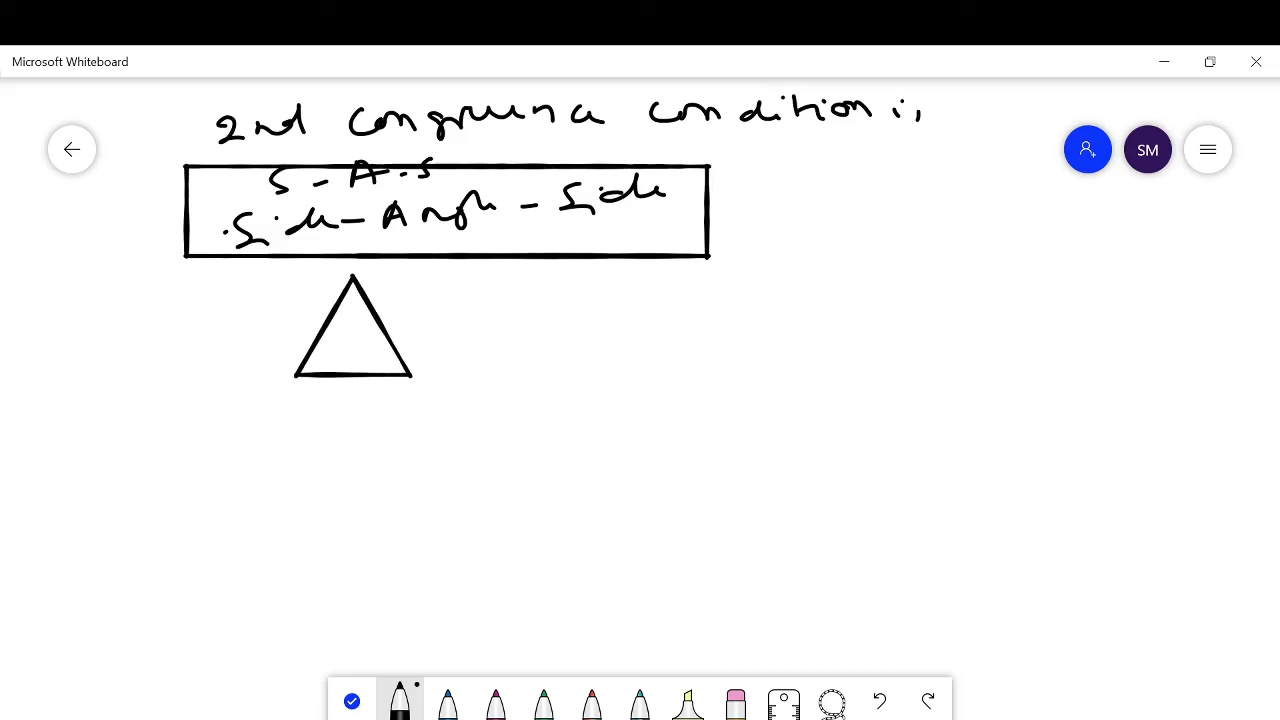 Microsoft Whiteboard
2nd congruence condition is
S - A - S
Side - Angle - Side
SM